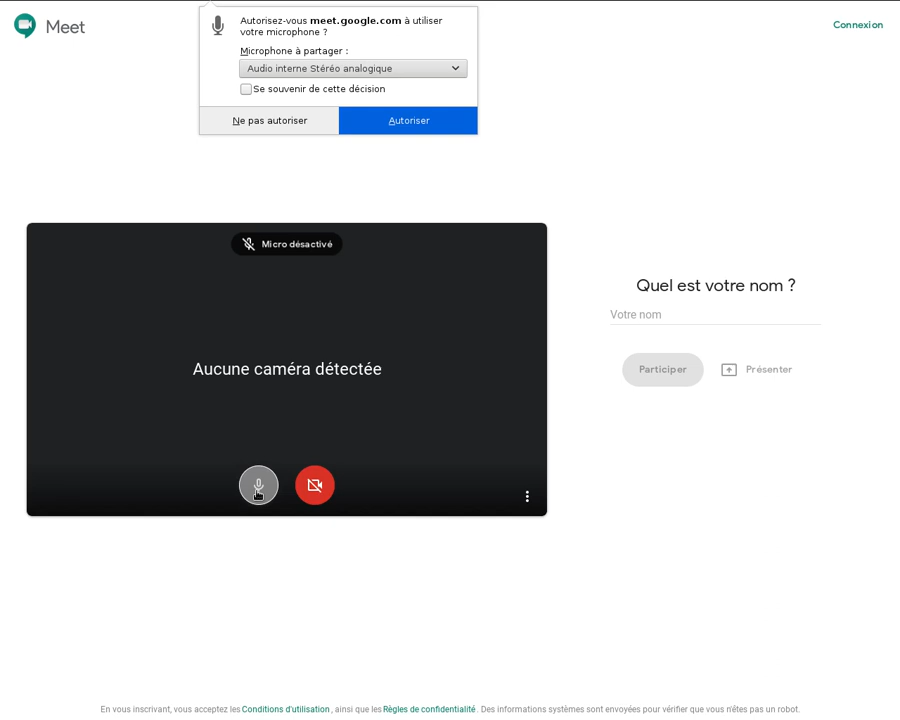 Meet
Autorisez-vous meet.google.com à utiliser
votre microphone ?
Microphone à partager :
Audio interne Stéréo analogique
Se souvenir de cette décision
Ne pas autoriser
Autoriser
Connexion
Micro désactivé
Aucune caméra détectée
Quel est votre nom ?
Votre nom
Participer
Présenter
En vous inscrivant, vous acceptez les Conditions d'utilisation, ainsi que les Règles de confidentialité. Des informations systèmes sont envoyées pour vérifier que vous n'êtes pas un robot.